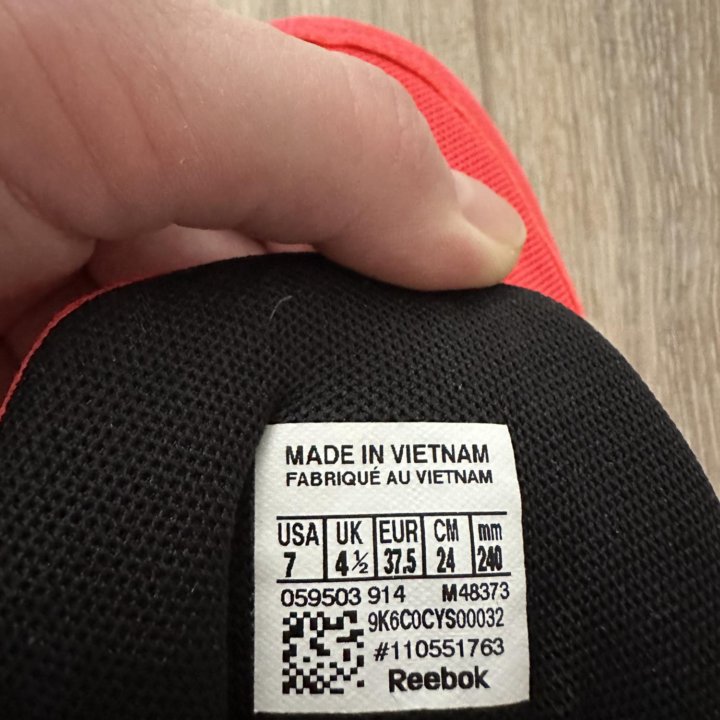 MADE IN VIETNAM
FABRIQUÉ AU VIETNAM
USA UK EUR CM mm
7 4½ 37.5 24 240
059503 914 M48373
9K6C0CYS00032
#110551763
Reebok